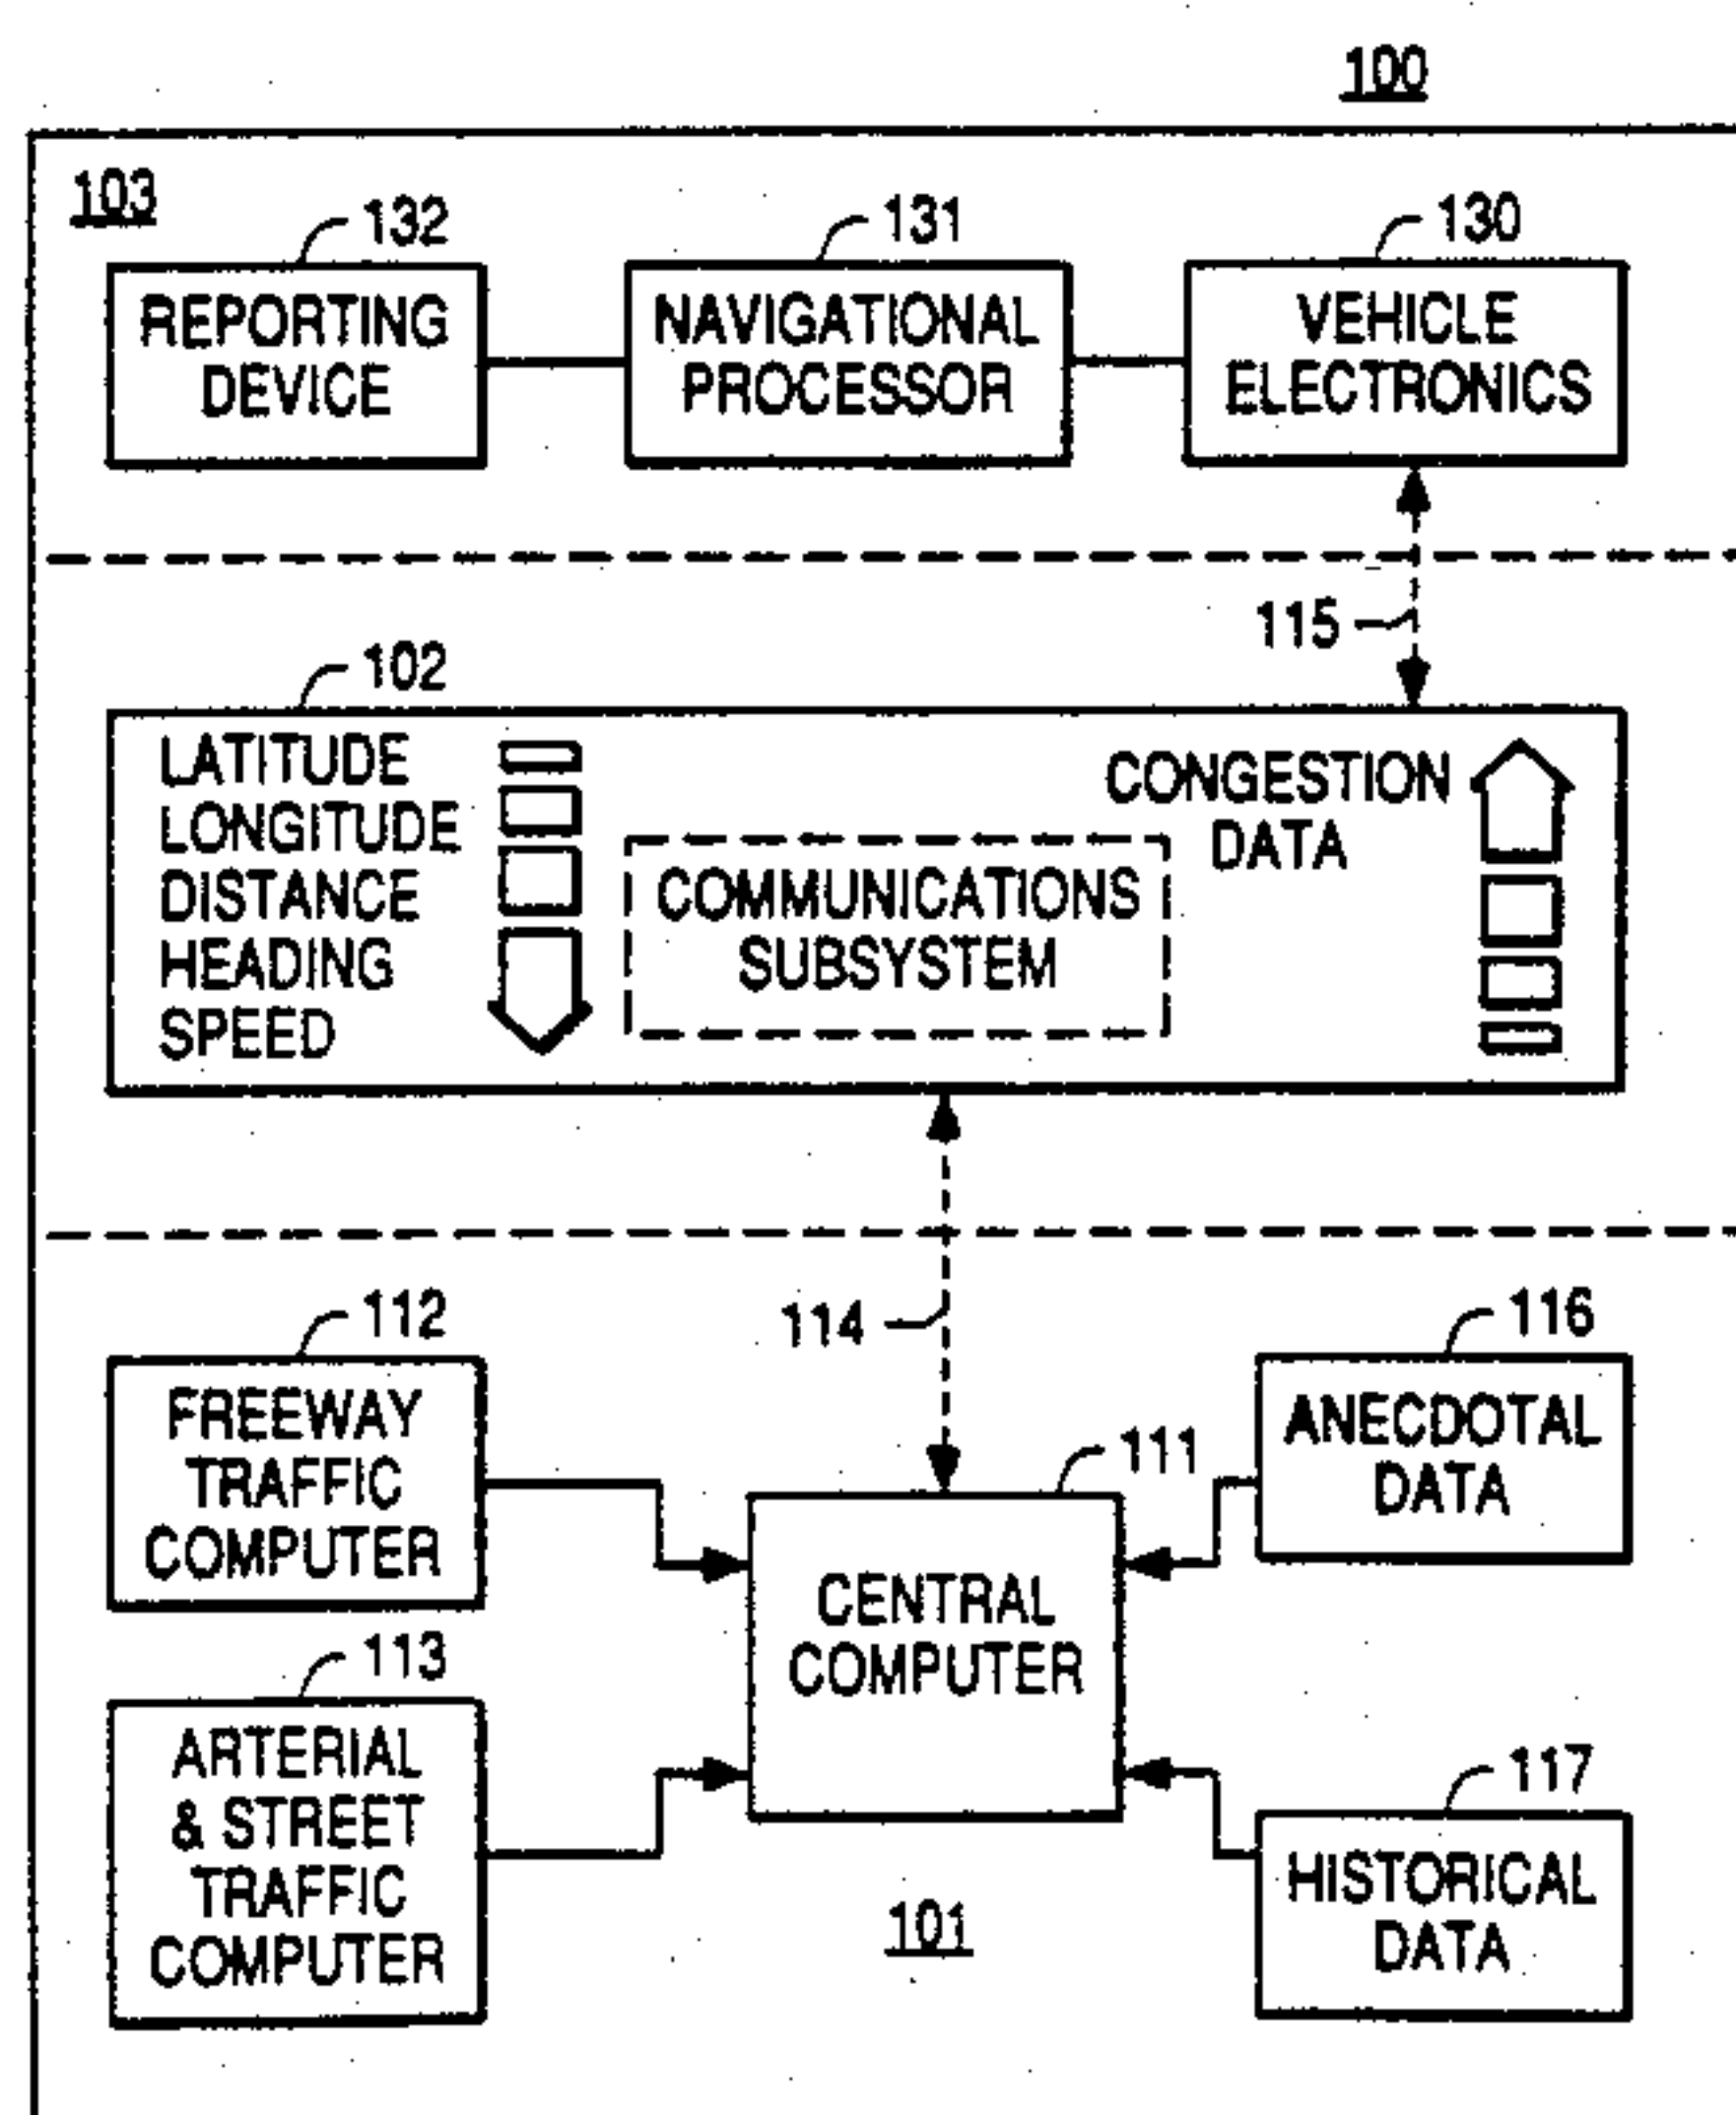 100
103
132
131
130
REPORTING
DEVICE
NAVIGATIONAL
PROCESSOR
VEHICLE
ELECTRONICS
115
102
LATITUDE
LONGITUDE
DISTANCE
HEADING
SPEED
COMMUNICATIONS
SUBSYSTEM
CONGESTION
DATA
114
112
FREEWAY
TRAFFIC
COMPUTER
116
ANECDOTAL
DATA
111
CENTRAL
COMPUTER
113
ARTERIAL
& STREET
TRAFFIC
COMPUTER
117
HISTORICAL
DATA
101